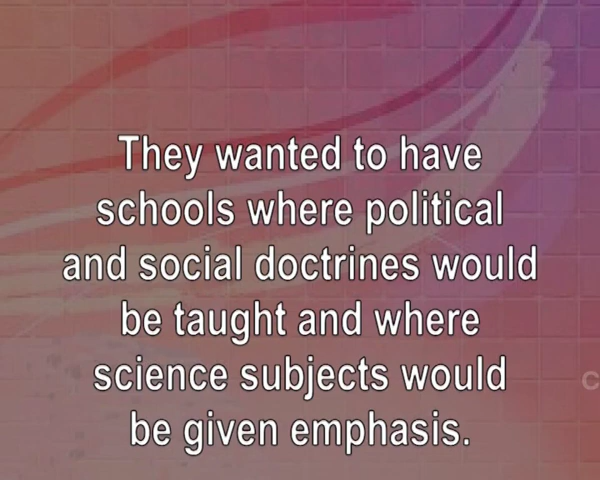 They wanted to have
schools where political
and social doctrines would
be taught and where
science subjects would
be given emphasis.